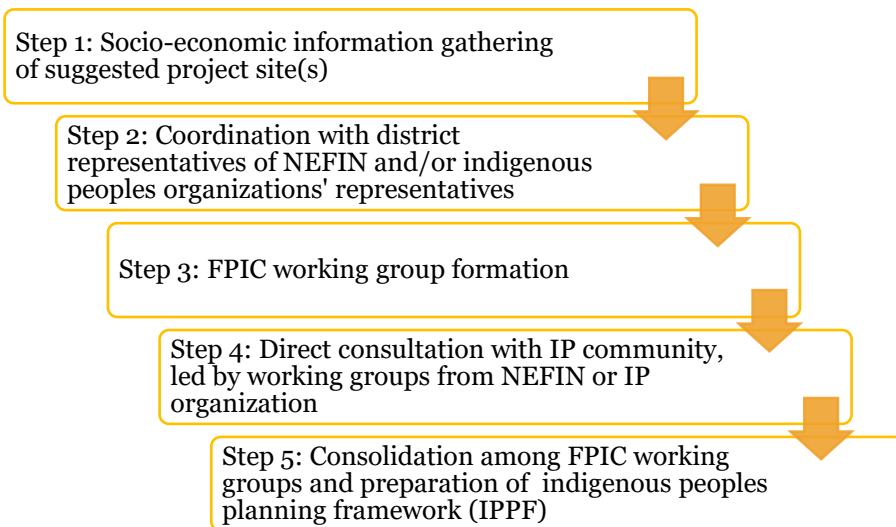 Step 1: Socio-economic information gathering
of suggested project site(s)
Step 2: Coordination with district
representatives of NEFIN and/or indigenous
peoples organizations' representatives
Step 3: FPIC working group formation
Step 4: Direct consultation with IP community,
led by working groups from NEFIN or IP
organization
Step 5: Consolidation among FPIC working
groups and preparation of indigenous peoples
planning framework (IPPF)